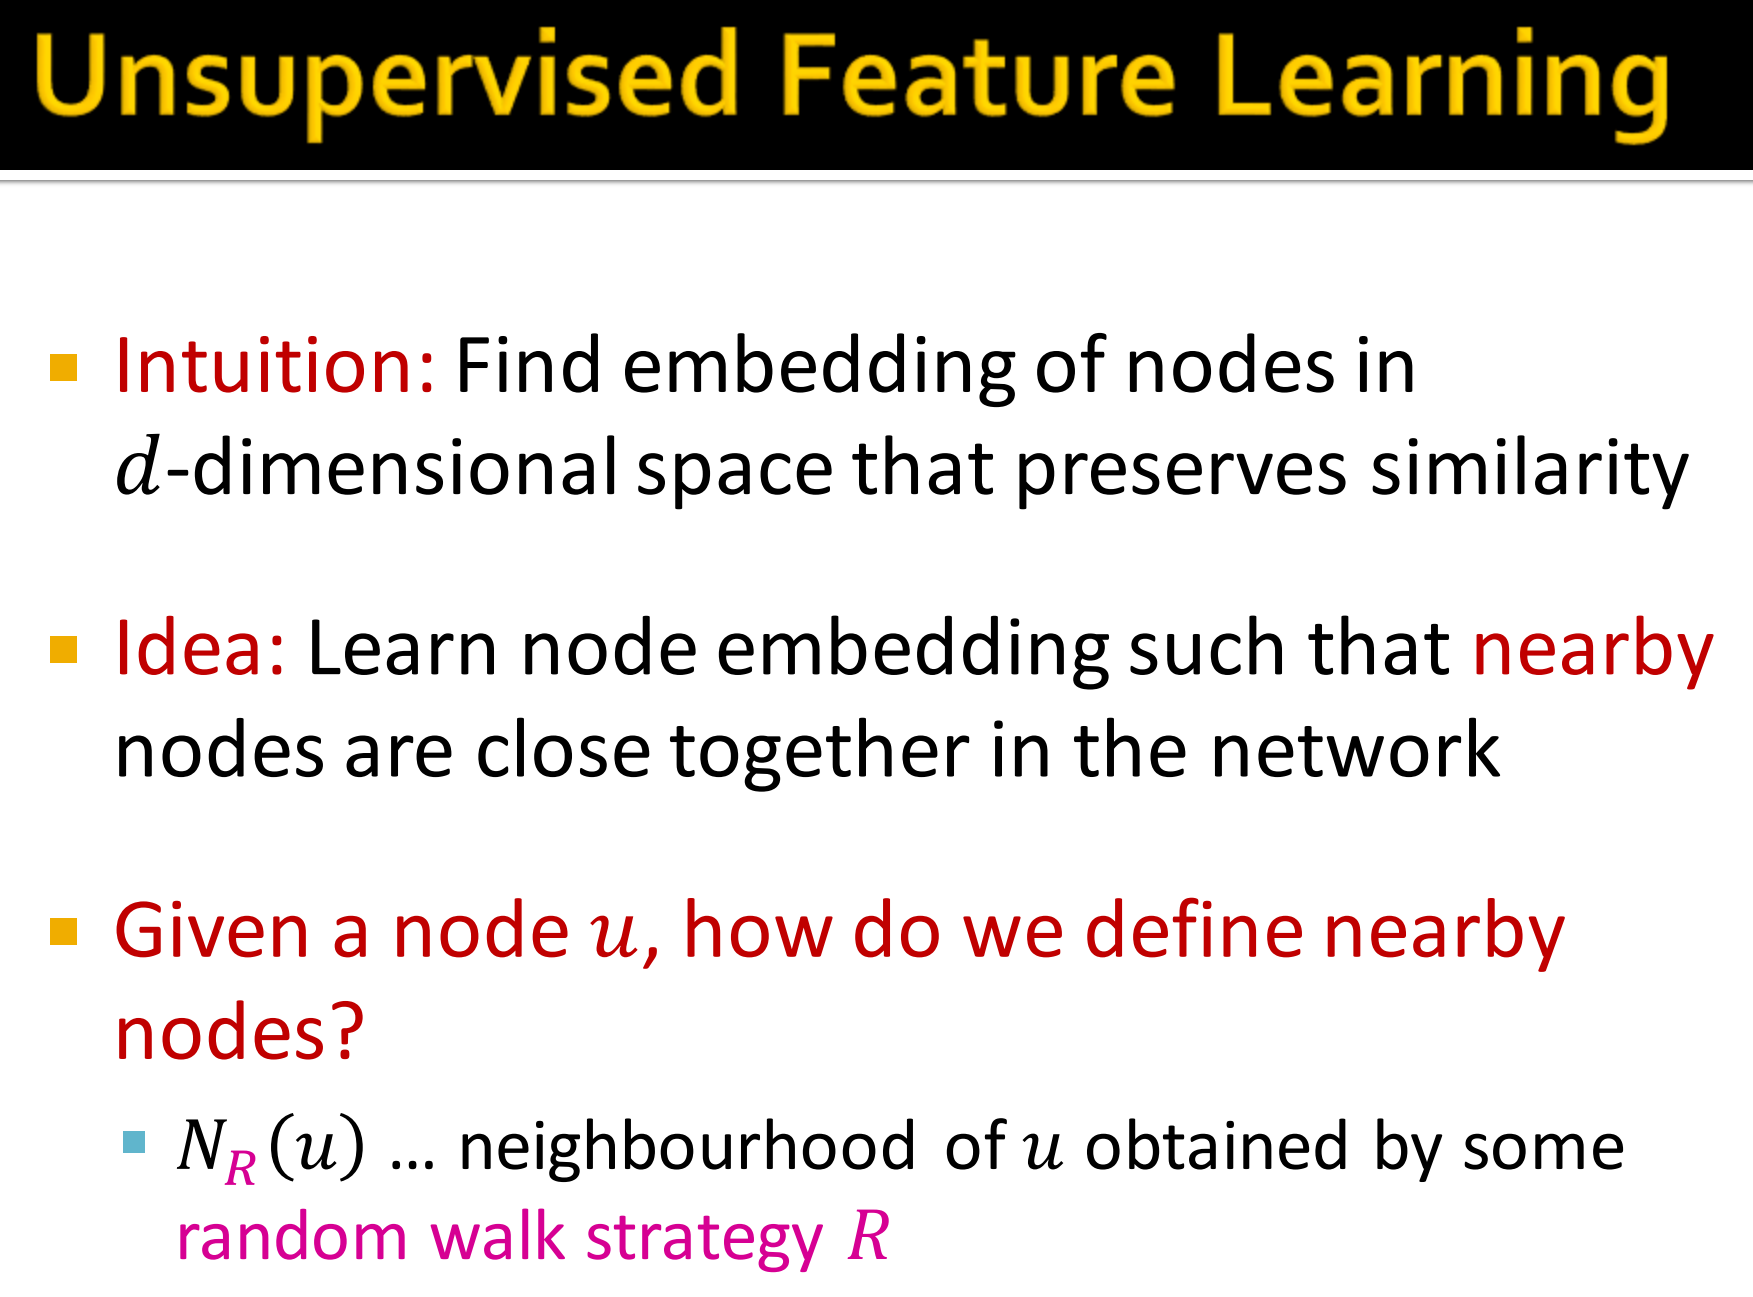 Unsupervised Feature Learning
Intuition: Find embedding of nodes in
d-dimensional space that preserves similarity
Idea: Learn node embedding such that nearby
nodes are close together in the network
Given a node u, how do we define nearby
nodes?
N_R(u) … neighbourhood of u obtained by some
random walk strategy R